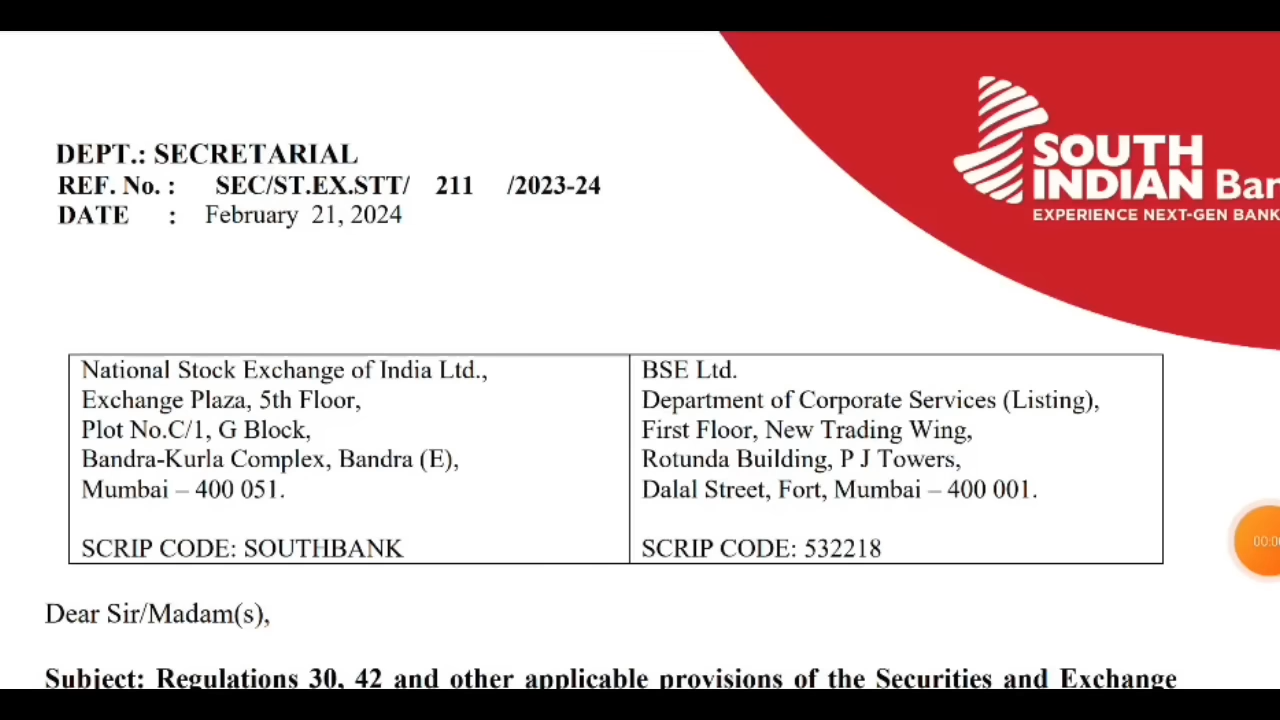 DEPT.: SECRETARIAL
REF. No. : SEC/ST.EX.STT/ 211 /2023-24
DATE : February 21, 2024
SOUTH
INDIAN Ban
EXPERIENCE NEXT-GEN BANK
National Stock Exchange of India Ltd.,
Exchange Plaza, 5th Floor,
Plot No.C/1, G Block,
Bandra-Kurla Complex, Bandra (E),
Mumbai – 400 051.
SCRIP CODE: SOUTHBANK
BSE Ltd.
Department of Corporate Services (Listing),
First Floor, New Trading Wing,
Rotunda Building, P J Towers,
Dalal Street, Fort, Mumbai – 400 001.
SCRIP CODE: 532218
Dear Sir/Madam(s),
Subject: Regulations 30, 42 and other applicable provisions of the Securities and Exchange